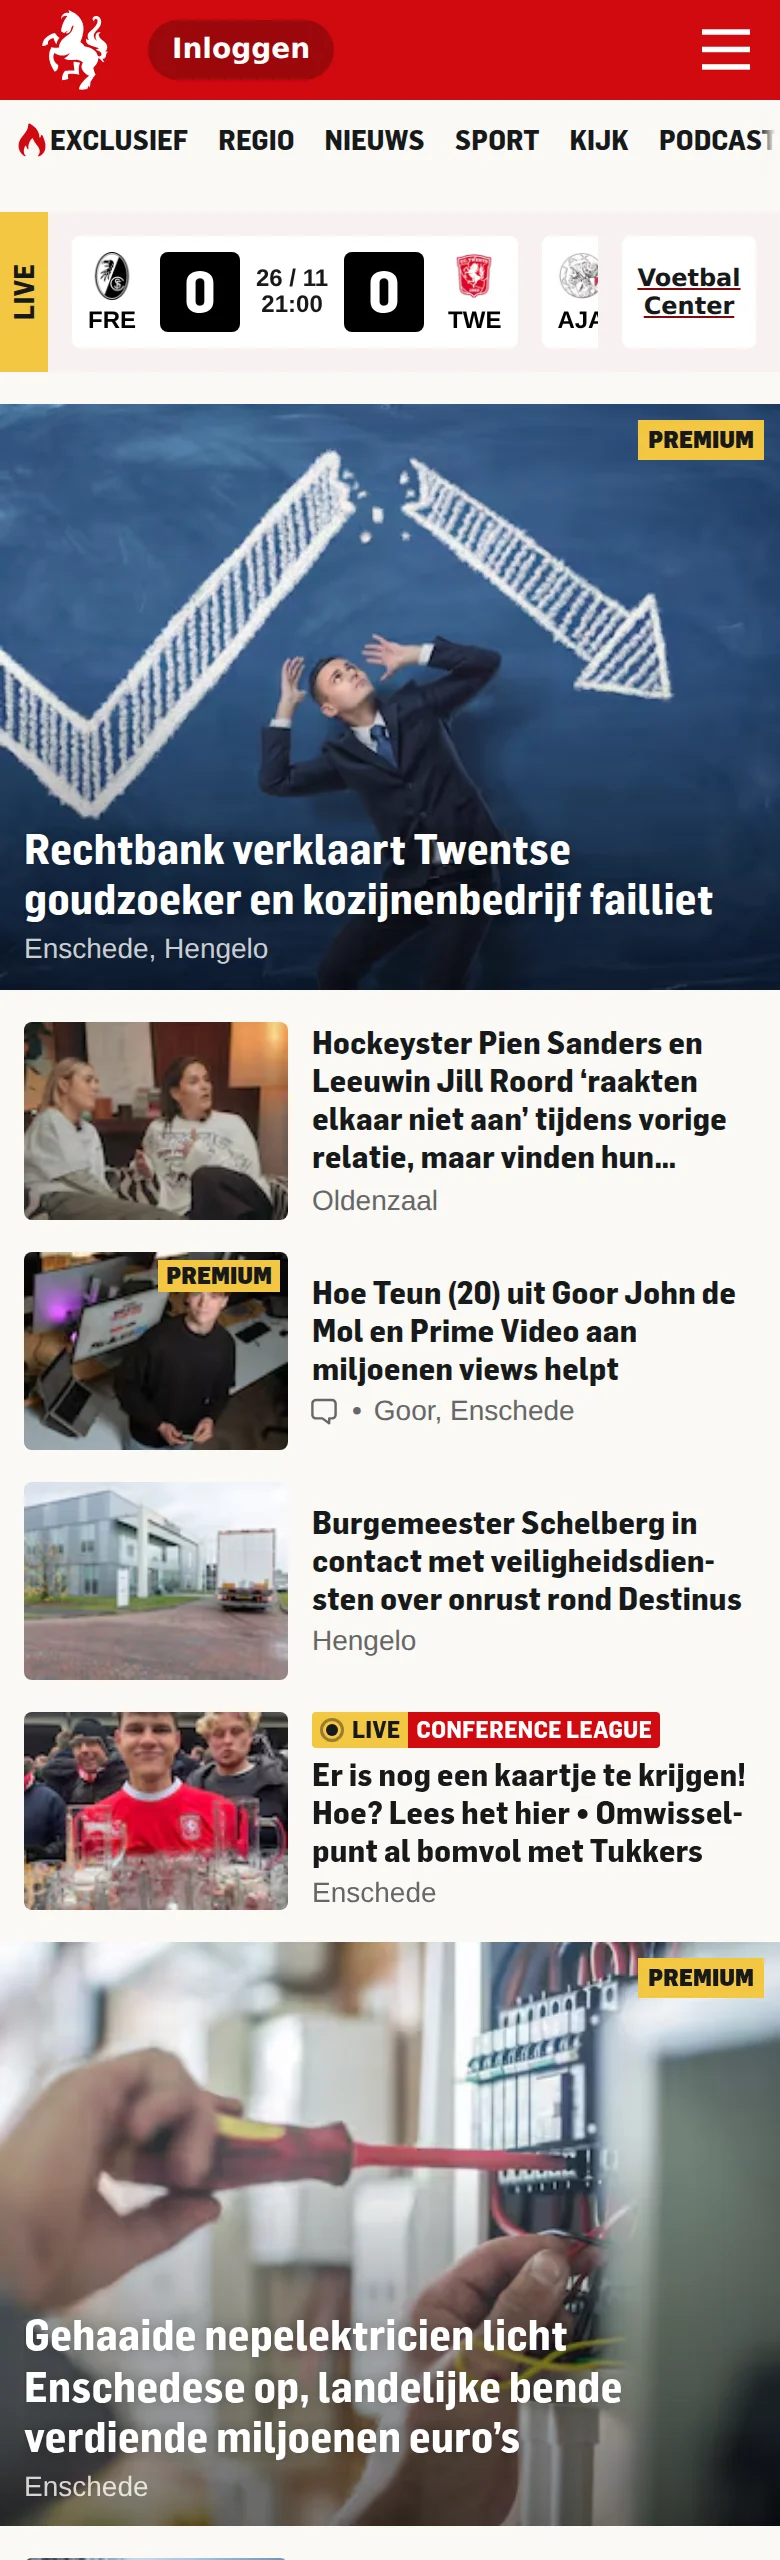 Inloggen
EXCLUSIEF REGIO NIEUWS SPORT KIJK PODCAST
LIVE
FRE
0
26 / 11
21:00
0
TWE
AJA
Voetbal
Center
PREMIUM
Rechtbank verklaart Twentse
goudzoeker en kozijnenbedrijf failliet
Enschede, Hengelo
Hockeyster Pien Sanders en
Leeuwin Jill Roord ‘raakten
elkaar niet aan’ tijdens vorige
relatie, maar vinden hun...
Oldenzaal
PREMIUM
Hoe Teun (20) uit Goor John de
Mol en Prime Video aan
miljoenen views helpt
• Goor, Enschede
Burgemeester Schelberg in
contact met veiligheidsdien-
sten over onrust rond Destinus
Hengelo
LIVE CONFERENCE LEAGUE
Er is nog een kaartje te krijgen!
Hoe? Lees het hier • Omwissel-
punt al bomvol met Tukkers
Enschede
PREMIUM
Gehaaide nepelektricien licht
Enschedese op, landelijke bende
verdiende miljoenen euro’s
Enschede